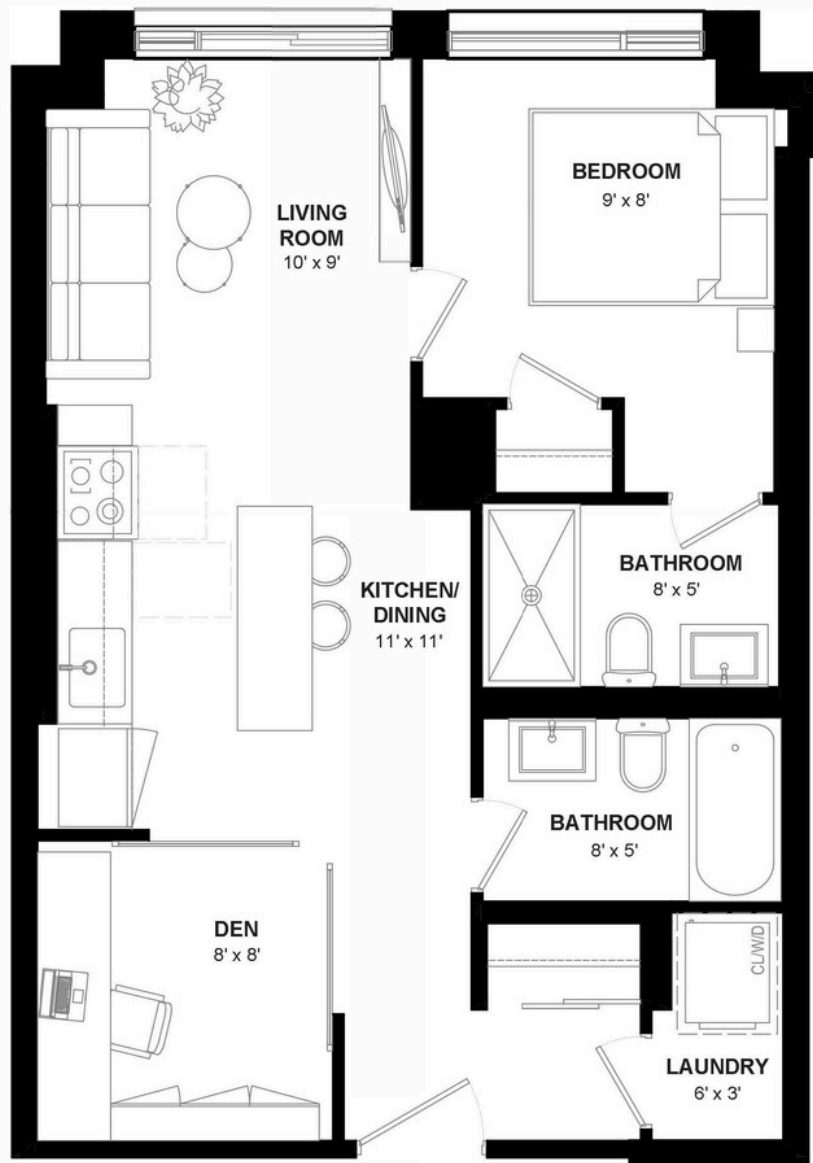 LIVING
ROOM
10' x 9'
BEDROOM
9' x 8'
KITCHEN/
DINING
11' x 11'
BATHROOM
8' x 5'
BATHROOM
8' x 5'
DEN
8' x 8'
CL/W/D
LAUNDRY
6' x 3'